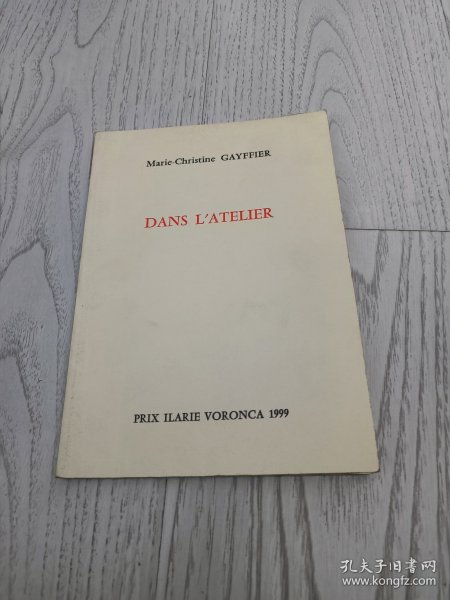 Marie-Christine GAYFFIER
DANS L'ATELIER
PRIX ILARIE VORONCA 1999
孔夫子旧书网
www.kongfz.com